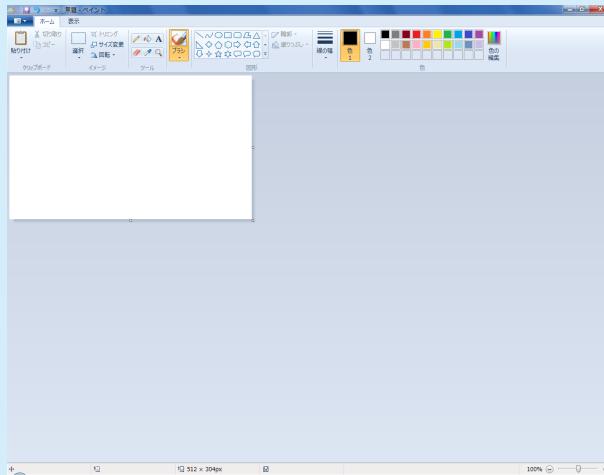 無題 - ペイント
ホーム 表示
貼り付け
切り取り
コピー
クリップボード
選択
トリミング
サイズ変更
回転
イメージ
A
ツール
ブラシ
輪郭
塗りつぶし
図形
線の幅
色
1
色
2
色の
編集
色
512 × 304px
100%